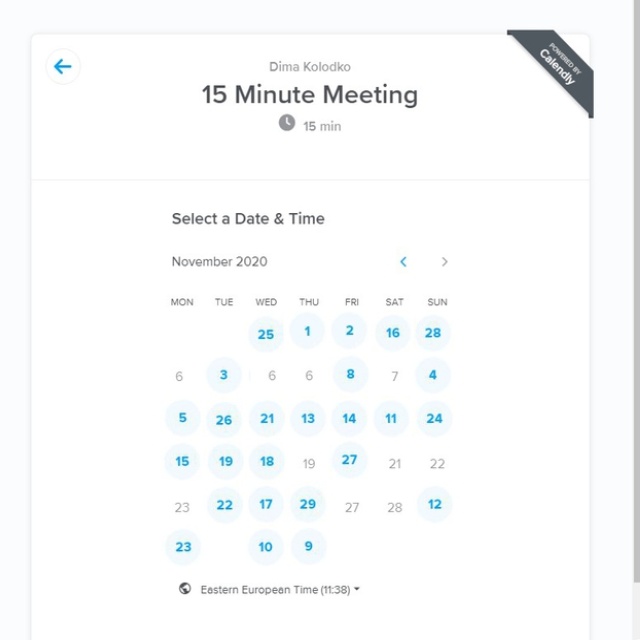 POWERED BY
Calendly
Dima Kolodko
15 Minute Meeting
15 min
Select a Date & Time
November 2020
MON TUE WED THU FRI SAT SUN
25 1 2 16 28
6 3 6 6 8 7 4
5 26 21 13 14 11 24
15 19 18 19 27 21 22
23 22 17 29 27 28 12
23 10 9
Eastern European Time (11:38)